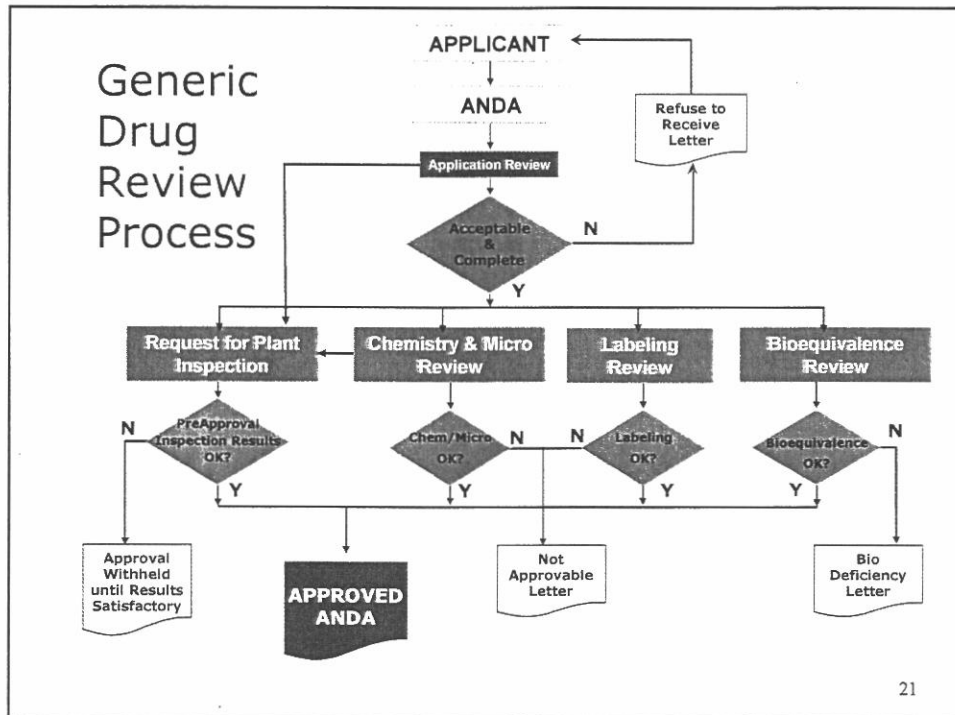 Generic
Drug
Review
Process
APPLICANT
ANDA
Refuse to
Receive
Letter
Application Review
Acceptable
&
Complete
N
Y
Request for Plant
Inspection
Chemistry & Micro
Review
Labeling
Review
Bioequivalence
Review
N
PreApproval
Inspection Results
OK?
Y
Chem/Micro
OK?
N
Y
N
Labeling
OK?
Y
Bioequivalence
OK?
N
Y
Approval
Withheld
until Results
Satisfactory
APPROVED
ANDA
Not
Approvable
Letter
Bio
Deficiency
Letter
21